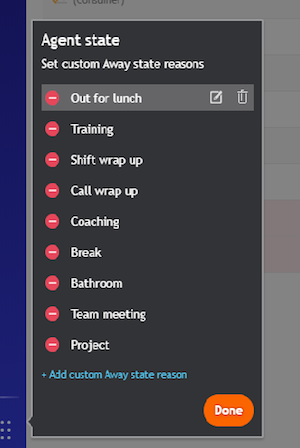 (consumer)
Agent state
Set custom Away state reasons
Out for lunch
Training
Shift wrap up
Call wrap up
Coaching
Break
Bathroom
Team meeting
Project
+ Add custom Away state reason
Done